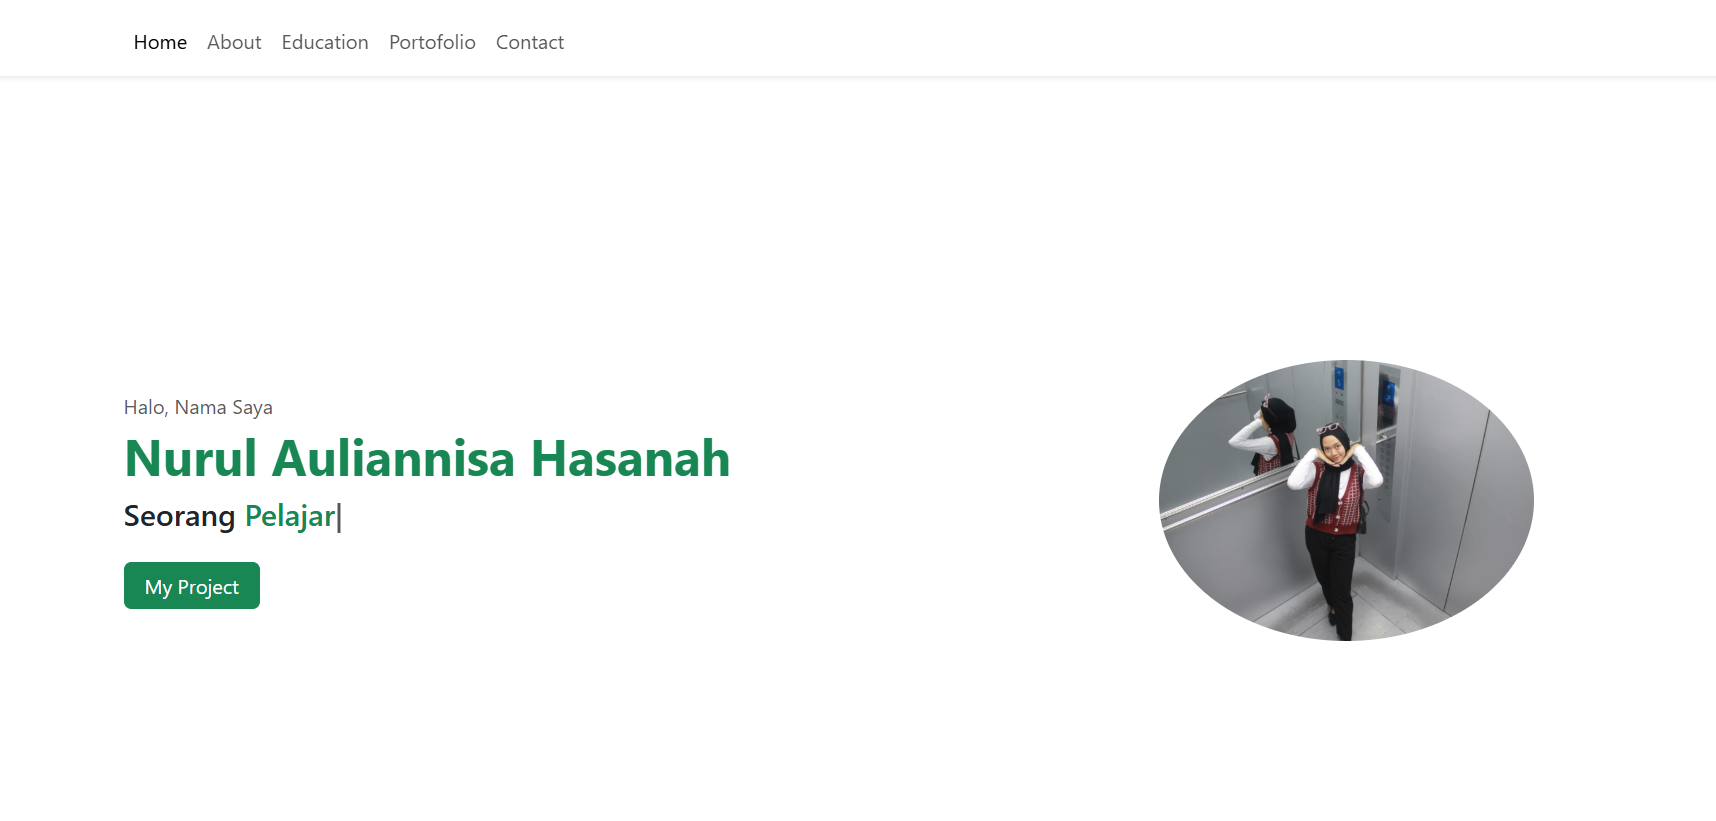 Home About Education Portofolio Contact
Halo, Nama Saya
Nurul Auliannisa Hasanah
Seorang Pelajar|
My Project